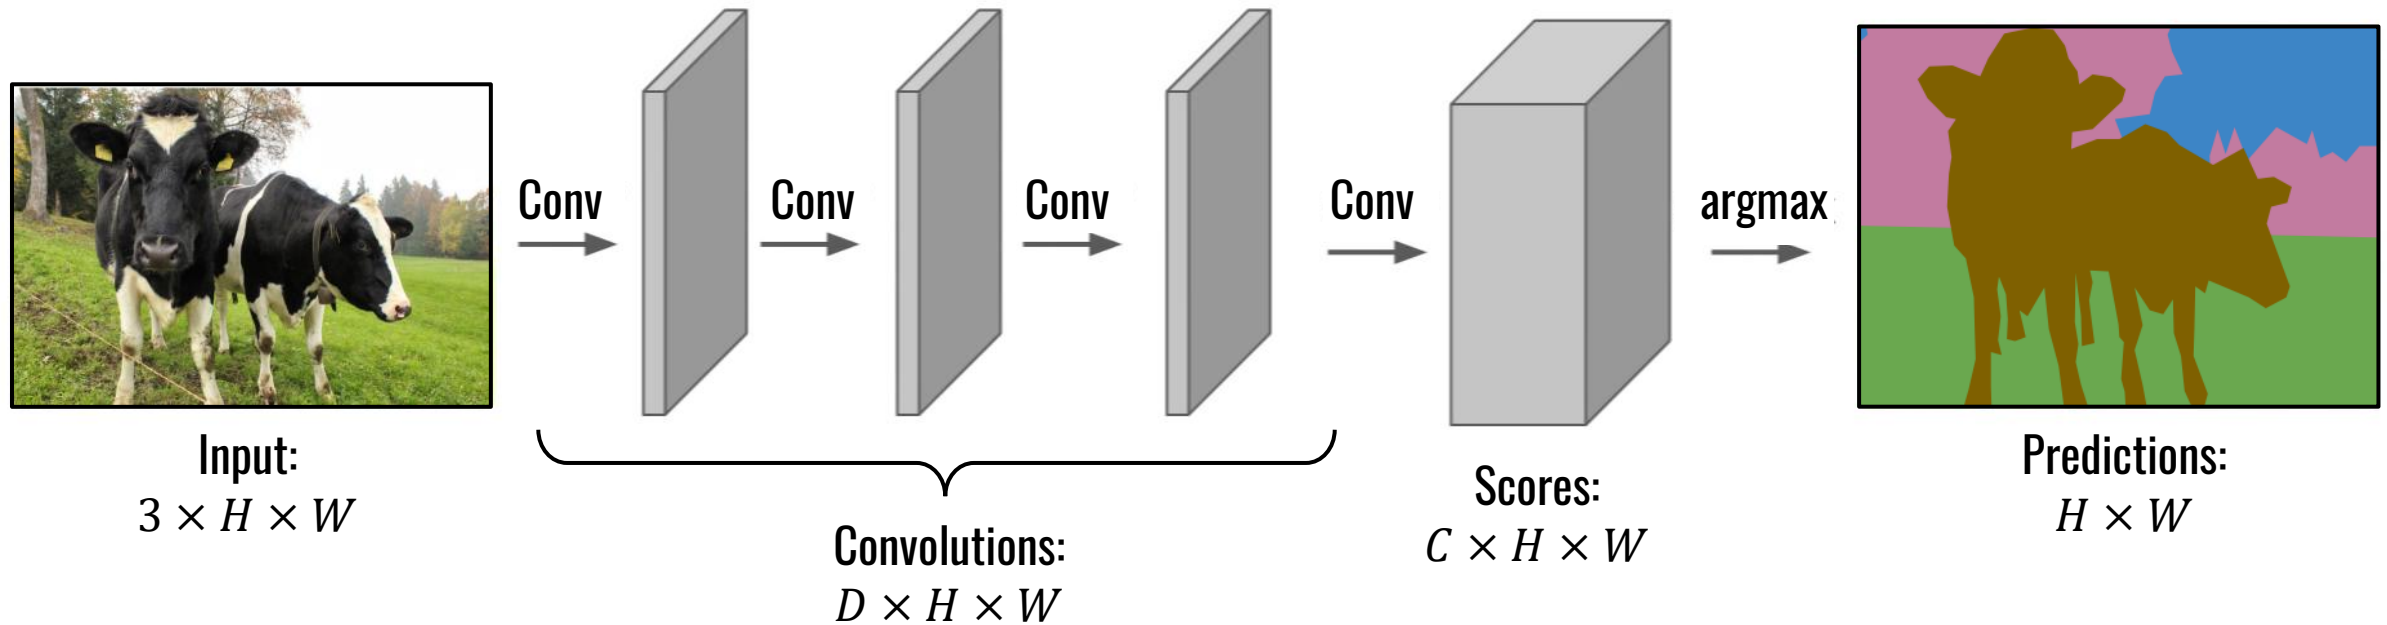 Conv
Conv
Conv
Conv
argmax
Input:
3 × H × W
Convolutions:
D × H × W
Scores:
C × H × W
Predictions:
H × W